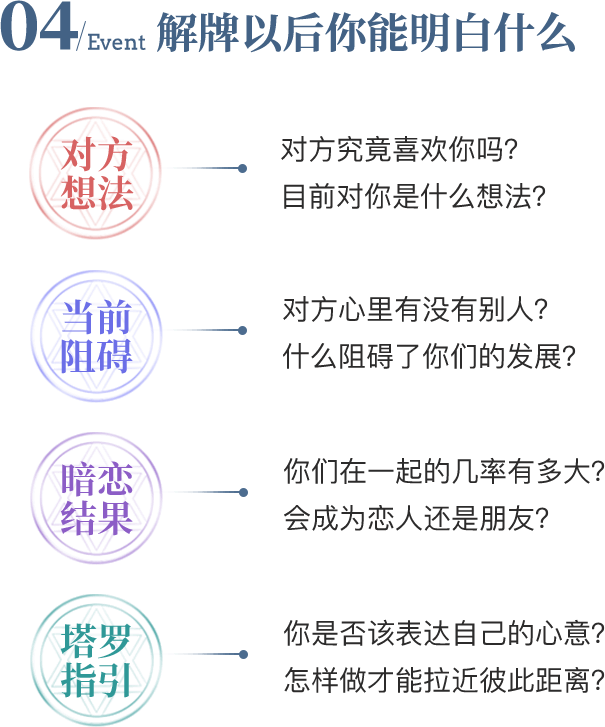 04/Event 解牌以后你能明白什么
对方
想法
对方究竟喜欢你吗？
目前对你是什么想法？
当前
阻碍
对方心里有没有别人？
什么阻碍了你们的发展？
暗恋
结果
你们在一起的几率有多大？
会成为恋人还是朋友？
塔罗
指引
你是否该表达自己的心意？
怎样做才能拉近彼此距离？